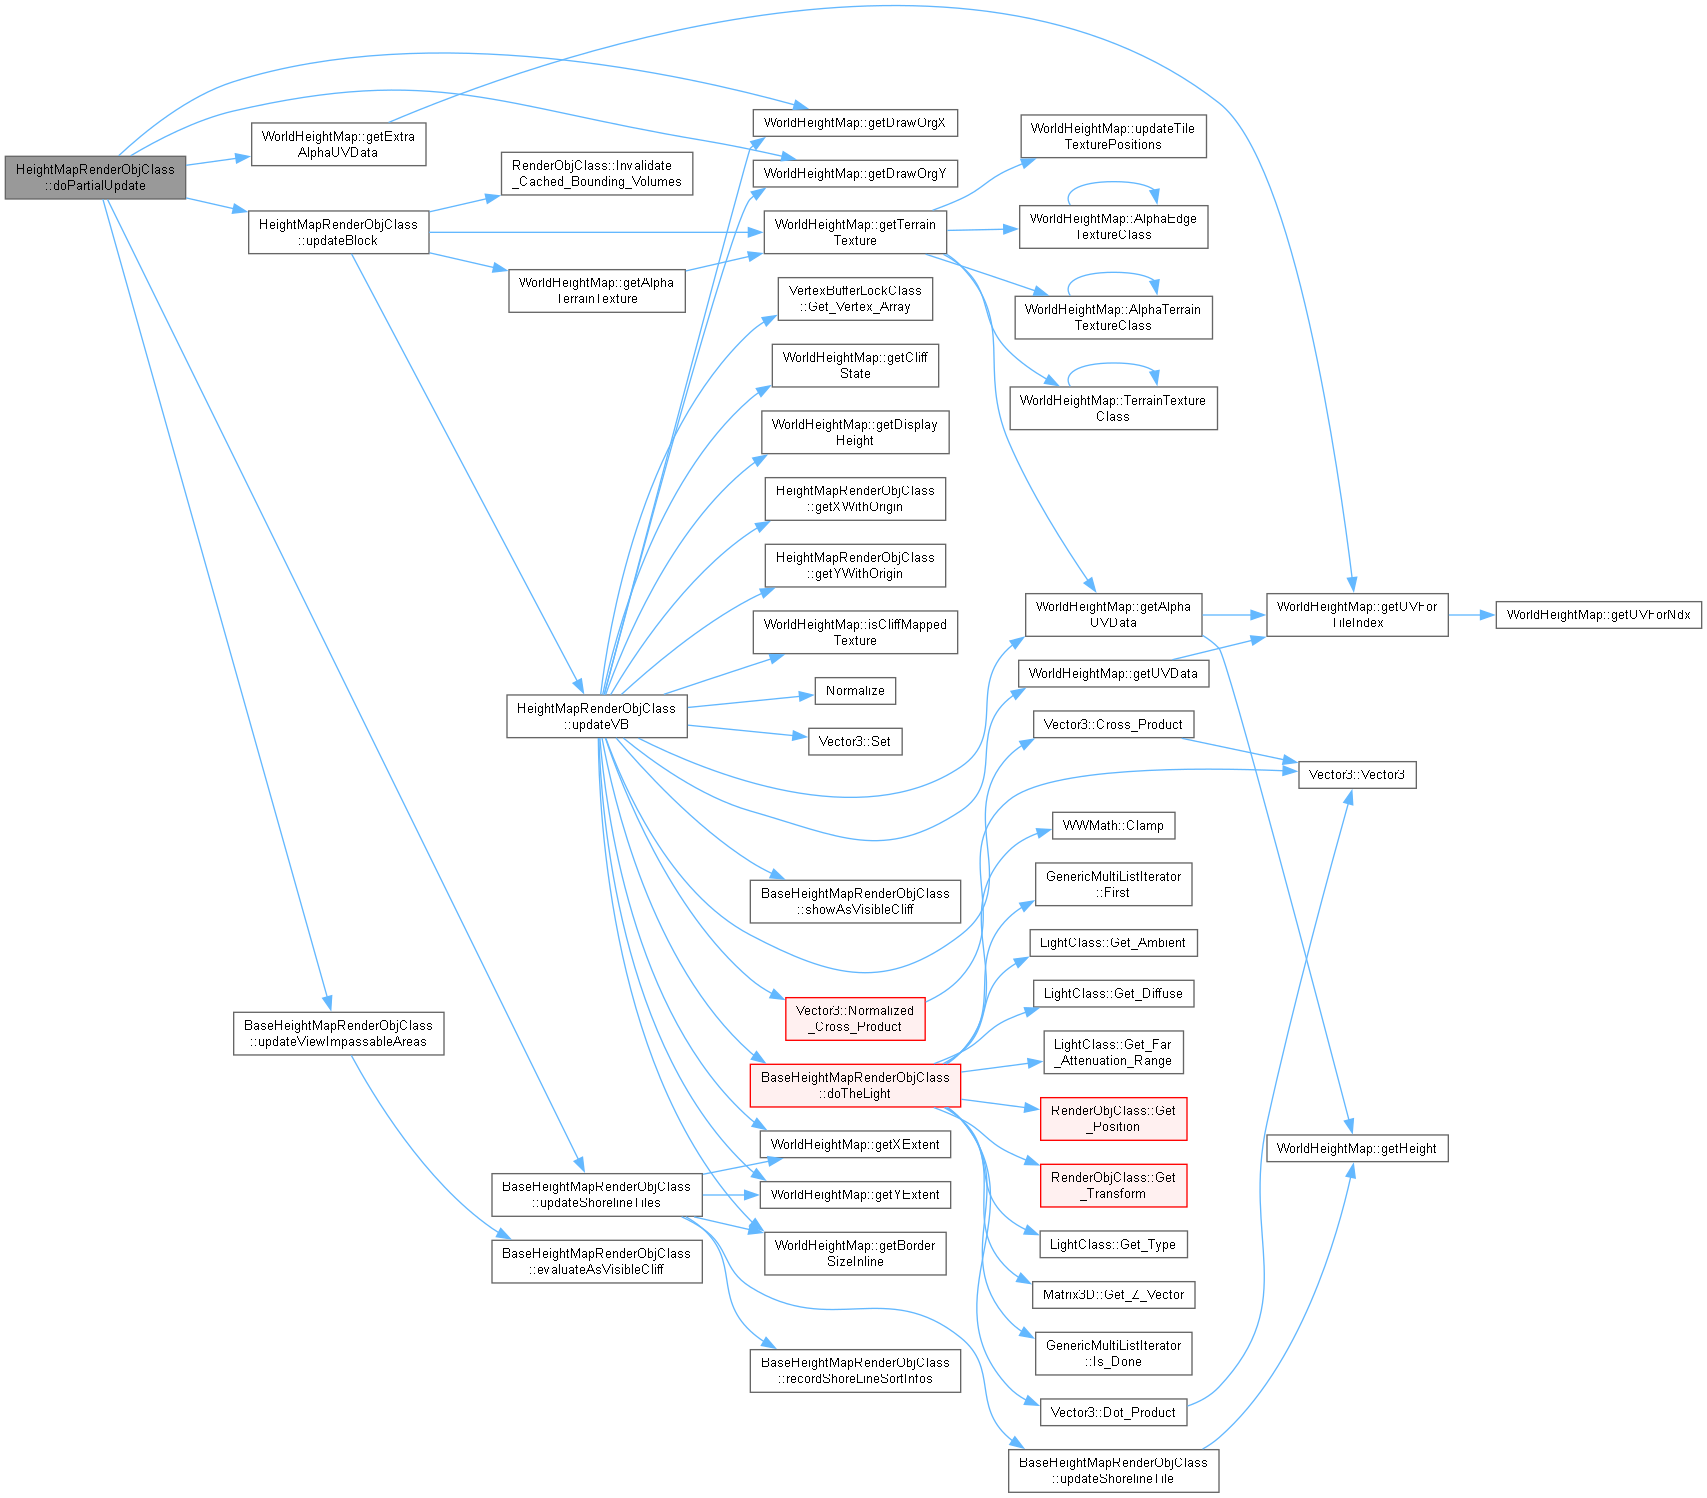 HeightMapRenderObjClass
::doPartialUpdate
WorldHeightMap::getExtra
AlphaUVData
HeightMapRenderObjClass
::updateBlock
BaseHeightMapRenderObjClass
::updateViewImpassableAreas
RenderObjClass::Invalidate
_Cached_Bounding_Volumes
WorldHeightMap::getAlpha
TerrainTexture
HeightMapRenderObjClass
::updateVB
BaseHeightMapRenderObjClass
::updateShorelineTiles
BaseHeightMapRenderObjClass
::evaluateAsVisibleCliff
WorldHeightMap::getDrawOrgX
WorldHeightMap::getDrawOrgY
WorldHeightMap::getTerrain
Texture
VertexBufferLockClass
::Get_Vertex_Array
WorldHeightMap::getCliff
State
WorldHeightMap::getDisplay
Height
HeightMapRenderObjClass
::getXWithOrigin
HeightMapRenderObjClass
::getYWithOrigin
WorldHeightMap::isCliffMapped
Texture
Normalize
Vector3::Set
BaseHeightMapRenderObjClass
::showAsVisibleCliff
Vector3::Normalized
_Cross_Product
BaseHeightMapRenderObjClass
::doTheLight
WorldHeightMap::getXExtent
WorldHeightMap::getYExtent
WorldHeightMap::getBorder
SizeInline
BaseHeightMapRenderObjClass
::recordShoreLineSortInfos
WorldHeightMap::updateTile
TexturePositions
WorldHeightMap::AlphaEdge
TextureClass
WorldHeightMap::AlphaTerrain
TextureClass
WorldHeightMap::TerrainTexture
Class
WorldHeightMap::getAlpha
UVData
WorldHeightMap::getUVData
Vector3::Cross_Product
WWMath::Clamp
GenericMultiListIterator
::First
LightClass::Get_Ambient
LightClass::Get_Diffuse
LightClass::Get_Far
_Attenuation_Range
RenderObjClass::Get
_Position
RenderObjClass::Get
_Transform
LightClass::Get_Type
Matrix3D::Get_Z_Vector
GenericMultiListIterator
::Is_Done
Vector3::Dot_Product
BaseHeightMapRenderObjClass
::updateShorelineTile
WorldHeightMap::getUVFor
TileIndex
Vector3::Vector3
WorldHeightMap::getHeight
WorldHeightMap::getUVForNdx